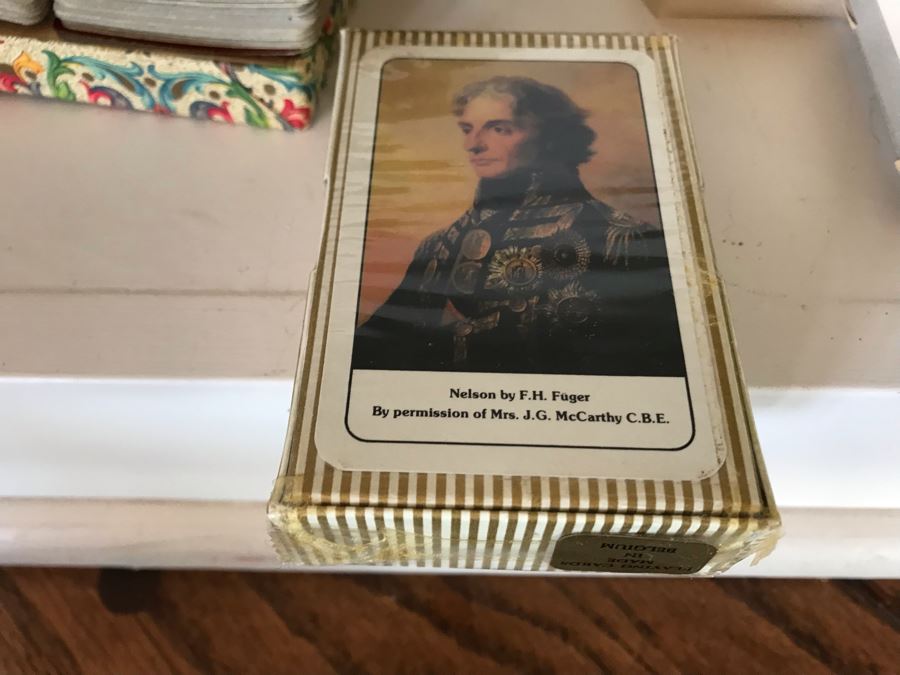 Nelson by F.H. Füger
By permission of Mrs. J.G. McCarthy C.B.E.
PLAYING CARDS
MADE
IN
BELGIUM